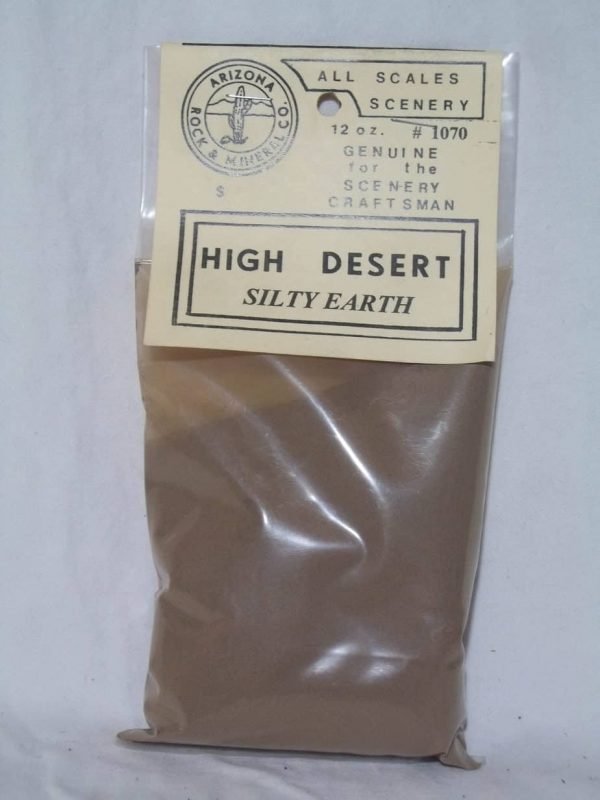 ARIZONA
ROCK & MINERAL CO.
ALL SCALES
SCENERY
12 oz. # 1070
GENUINE
for the
SCENERY
CRAFTSMAN
$
HIGH DESERT
SILTY EARTH